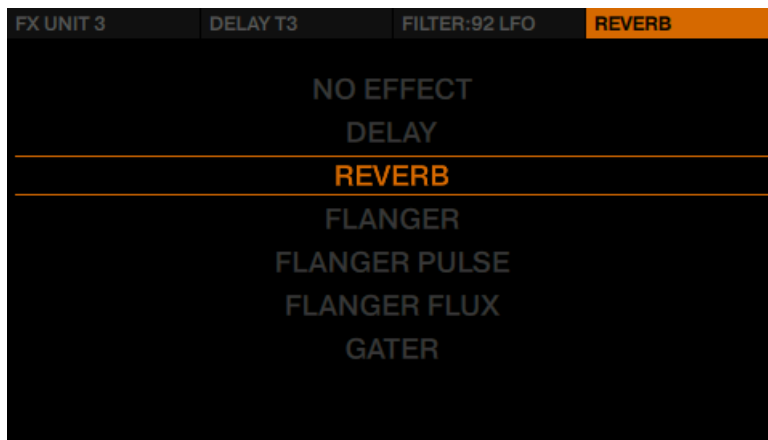 FX UNIT 3 DELAY T3 FILTER:92 LFO REVERB
NO EFFECT
DELAY
REVERB
FLANGER
FLANGER PULSE
FLANGER FLUX
GATER